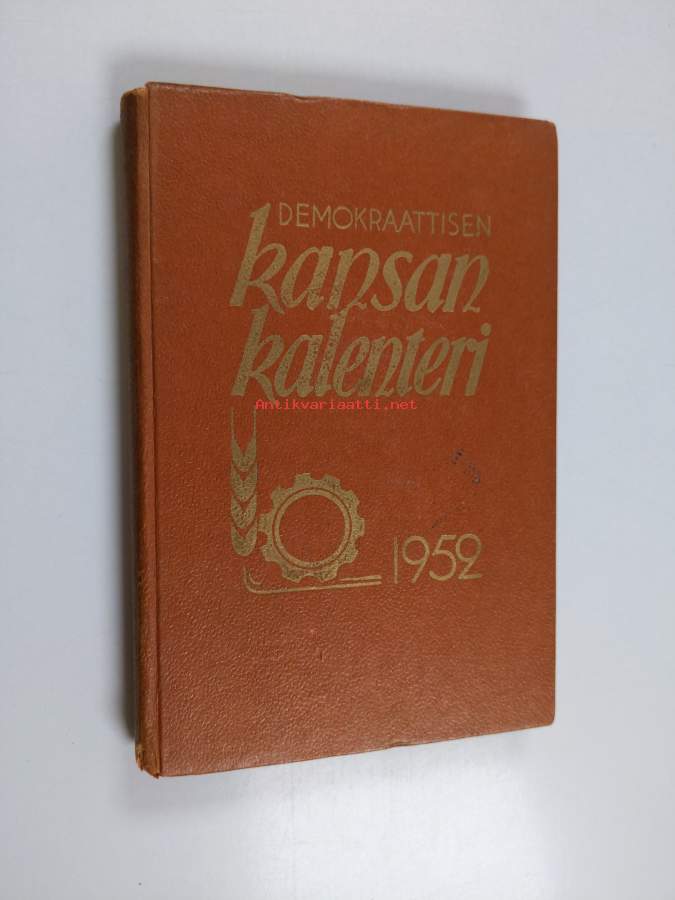 DEMOKRAATTISEN
kansan
kalenteri
Antikvariaatti.net
1952